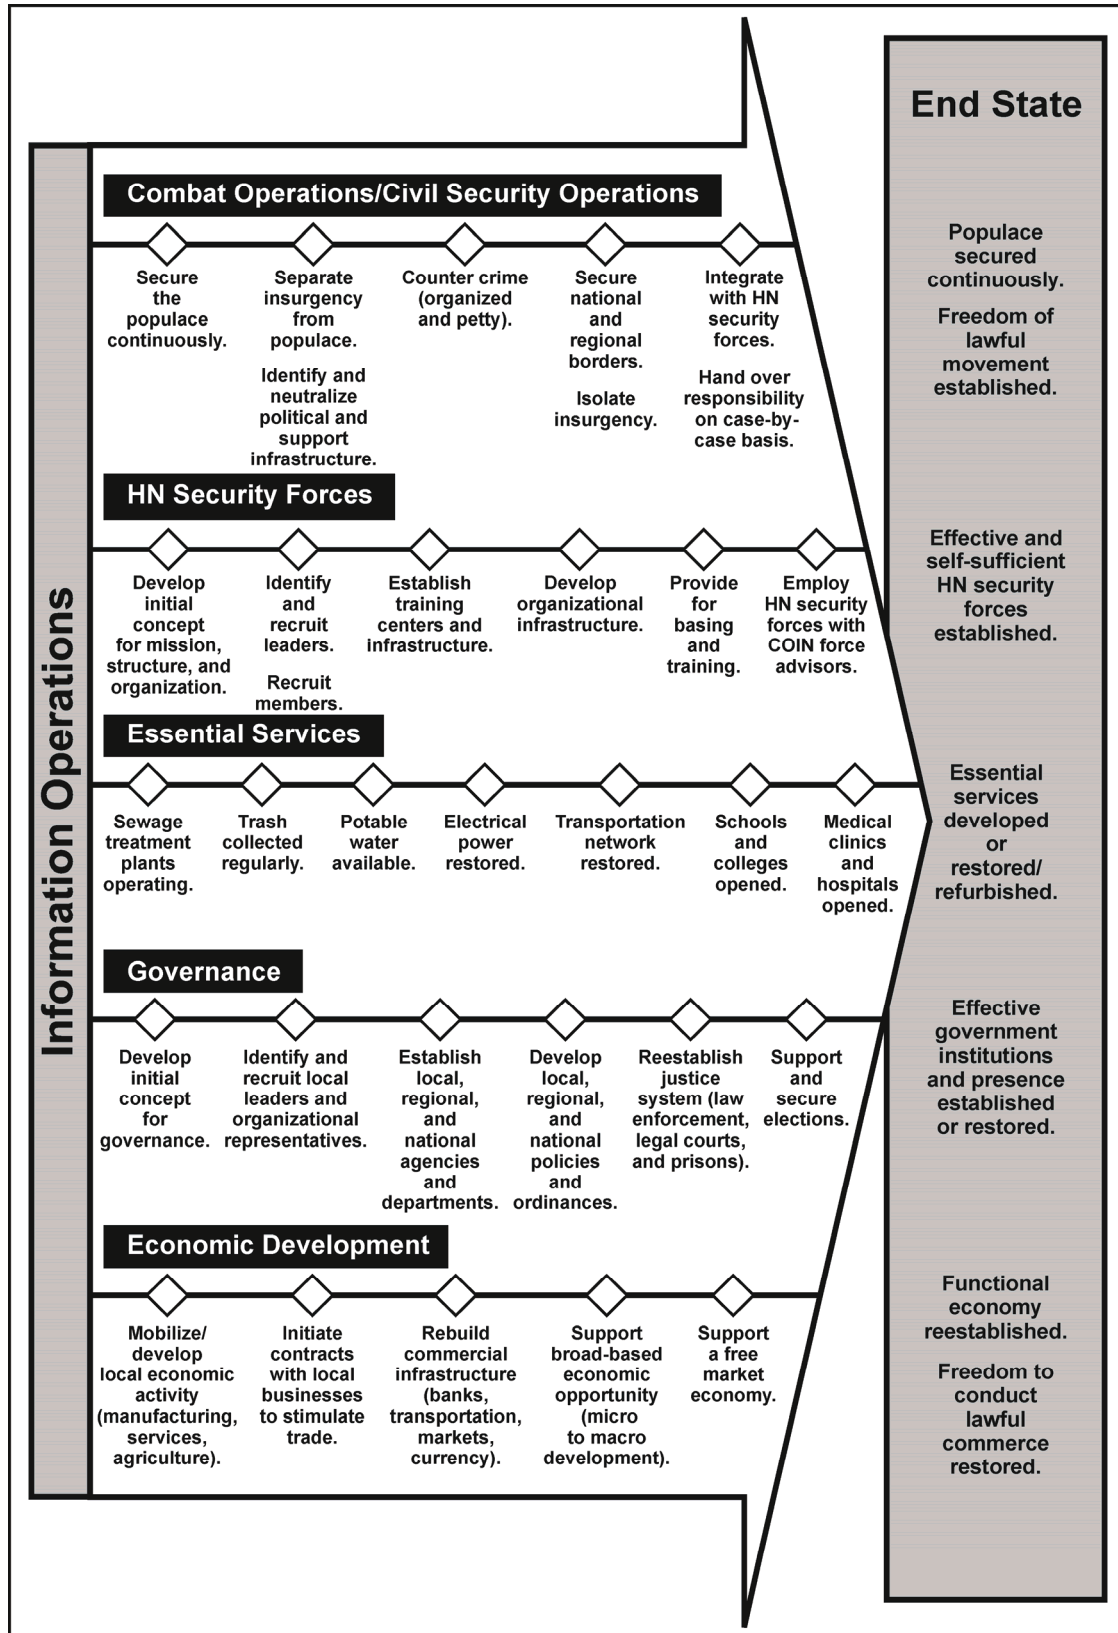 End State
Information Operations
Combat Operations/Civil Security Operations
Secure
the
populace
continuously.
Separate
insurgency
from
populace.
Identify and
neutralize
political and
support
infrastructure.
Counter crime
(organized
and petty).
Secure
national
and
regional
borders.
Isolate
insurgency.
Integrate
with HN
security
forces.
Hand over
responsibility
on case-by-
case basis.
Populace
secured
continuously.
Freedom of
lawful
movement
established.
HN Security Forces
Develop
initial
concept
for mission,
structure, and
organization.
Identify
and
recruit
leaders.
Recruit
members.
Establish
training
centers and
infrastructure.
Develop
organizational
infrastructure.
Provide
for
basing
and
training.
Employ
HN security
forces with
COIN force
advisors.
Effective and
self-sufficient
HN security
forces
established.
Essential Services
Sewage
treatment
plants
operating.
Trash
collected
regularly.
Potable
water
available.
Electrical
power
restored.
Transportation
network
restored.
Schools
and
colleges
opened.
Medical
clinics
and
hospitals
opened.
Essential
services
developed
or
restored/
refurbished.
Governance
Develop
initial
concept
for
governance.
Identify and
recruit local
leaders and
organizational
representatives.
Establish
local,
regional,
and
national
agencies
and
departments.
Develop
local,
regional,
and
national
policies
and
ordinances.
Reestablish
justice
system (law
enforcement,
legal courts,
and prisons).
Support
and
secure
elections.
Effective
government
institutions
and presence
established
or restored.
Economic Development
Mobilize/
develop
local economic
activity
(manufacturing,
services,
agriculture).
Initiate
contracts
with local
businesses
to stimulate
trade.
Rebuild
commercial
infrastructure
(banks,
transportation,
markets,
currency).
Support
broad-based
economic
opportunity
(micro
to macro
development).
Support
a free
market
economy.
Functional
economy
reestablished.
Freedom to
conduct
lawful
commerce
restored.